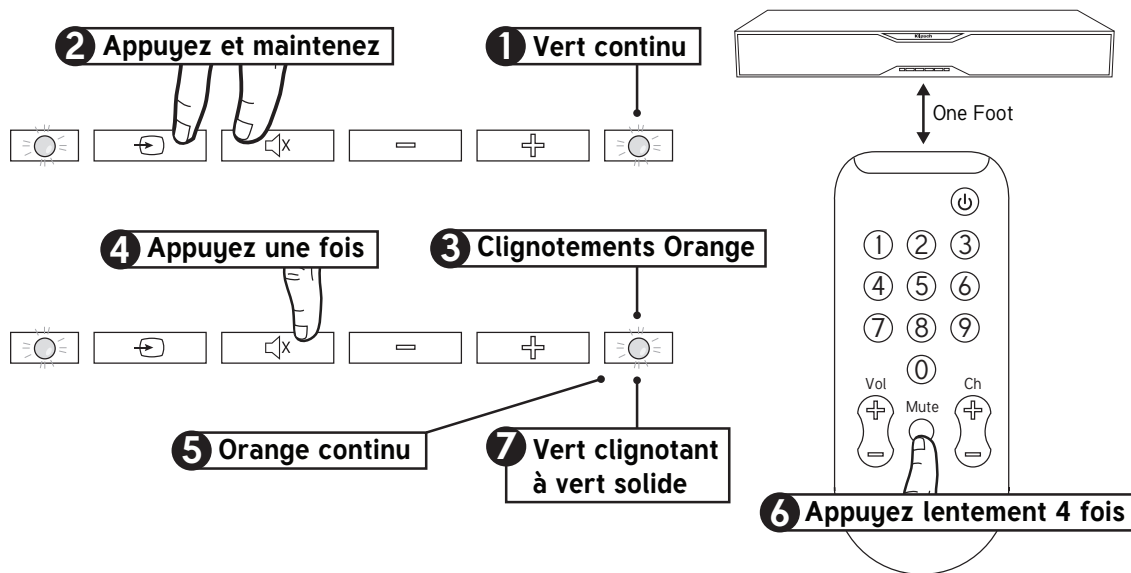 2 Appuyez et maintenez
1 Vert continu
Klipsch
One Foot
4 Appuyez une fois
3 Clignotements Orange
1 2 3
4 5 6
7 8 9
0
Vol
Mute
Ch
5 Orange continu
7 Vert clignotant
à vert solide
6 Appuyez lentement 4 fois